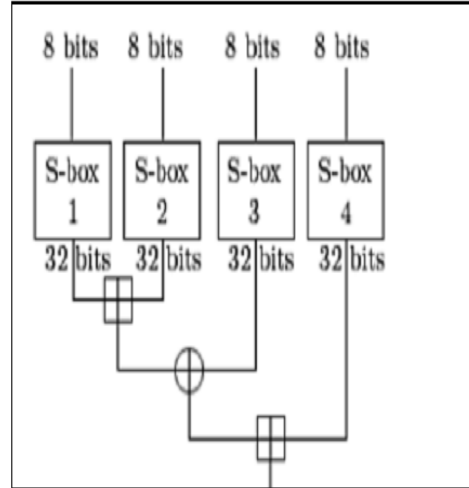 8 bits 8 bits 8 bits 8 bits
S-box S-box S-box S-box
1 2 3 4
32 bits 32 bits 32 bits 32 bits